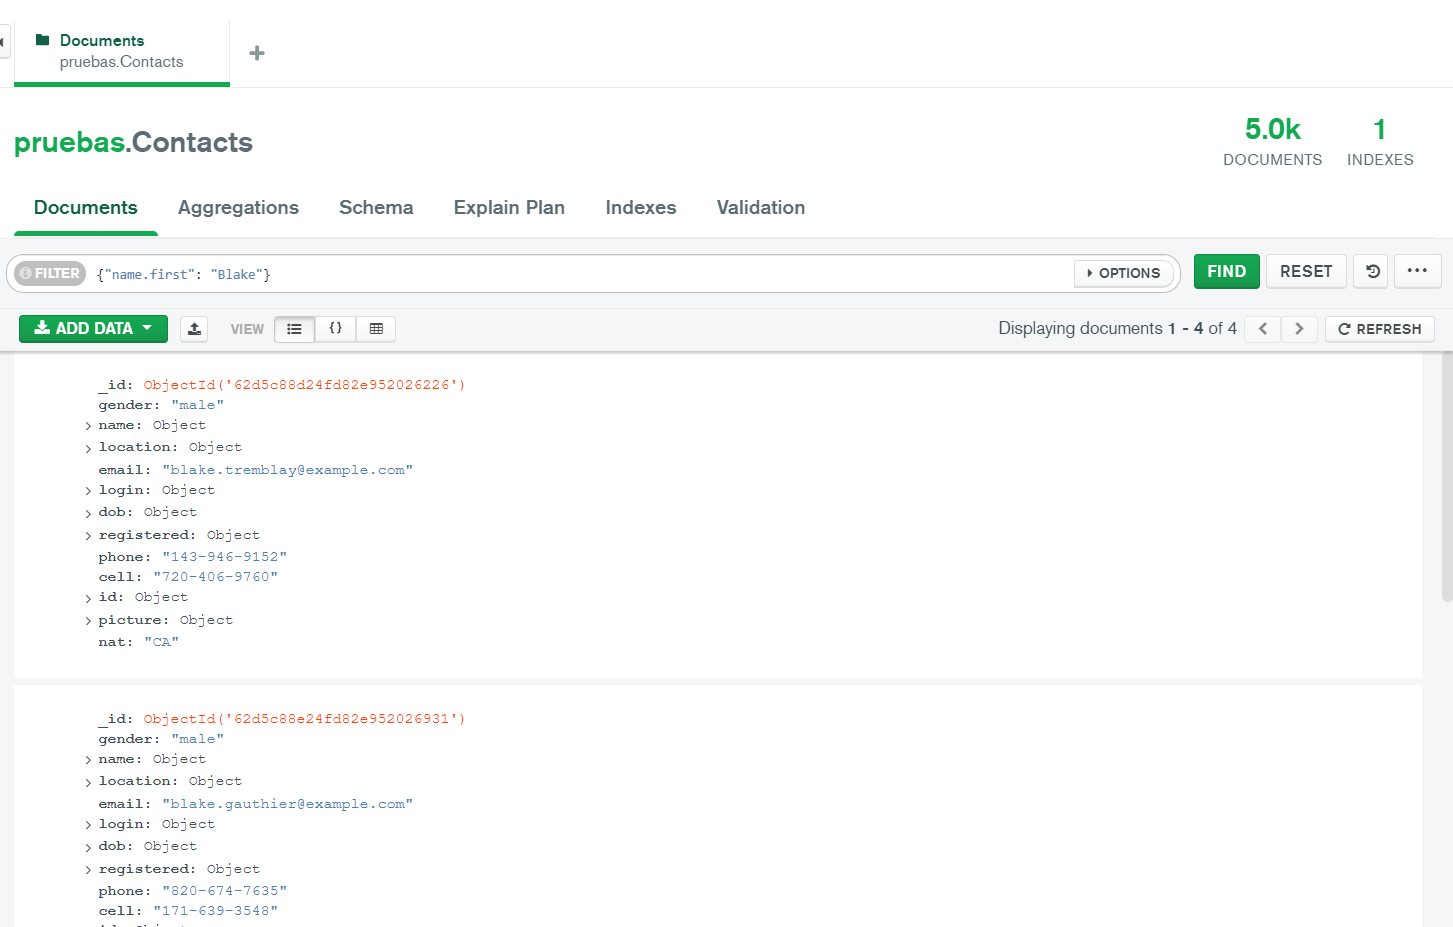 Documents
pruebas.Contacts
pruebas.Contacts
5.0k
DOCUMENTS
1
INDEXES
Documents Aggregations Schema Explain Plan Indexes Validation
FILTER {"name.first": "Blake"} OPTIONS FIND RESET
ADD DATA VIEW {} Displaying documents 1 - 4 of 4 REFRESH
_id: ObjectId('62d5c88d24fd82e952026226')
gender: "male"
name: Object
location: Object
email: "blake.tremblay@example.com"
login: Object
dob: Object
registered: Object
phone: "143-946-9152"
cell: "720-406-9760"
id: Object
picture: Object
nat: "CA"
_id: ObjectId('62d5c88e24fd82e952026931')
gender: "male"
name: Object
location: Object
email: "blake.gauthier@example.com"
login: Object
dob: Object
registered: Object
phone: "820-674-7635"
cell: "171-639-3548"